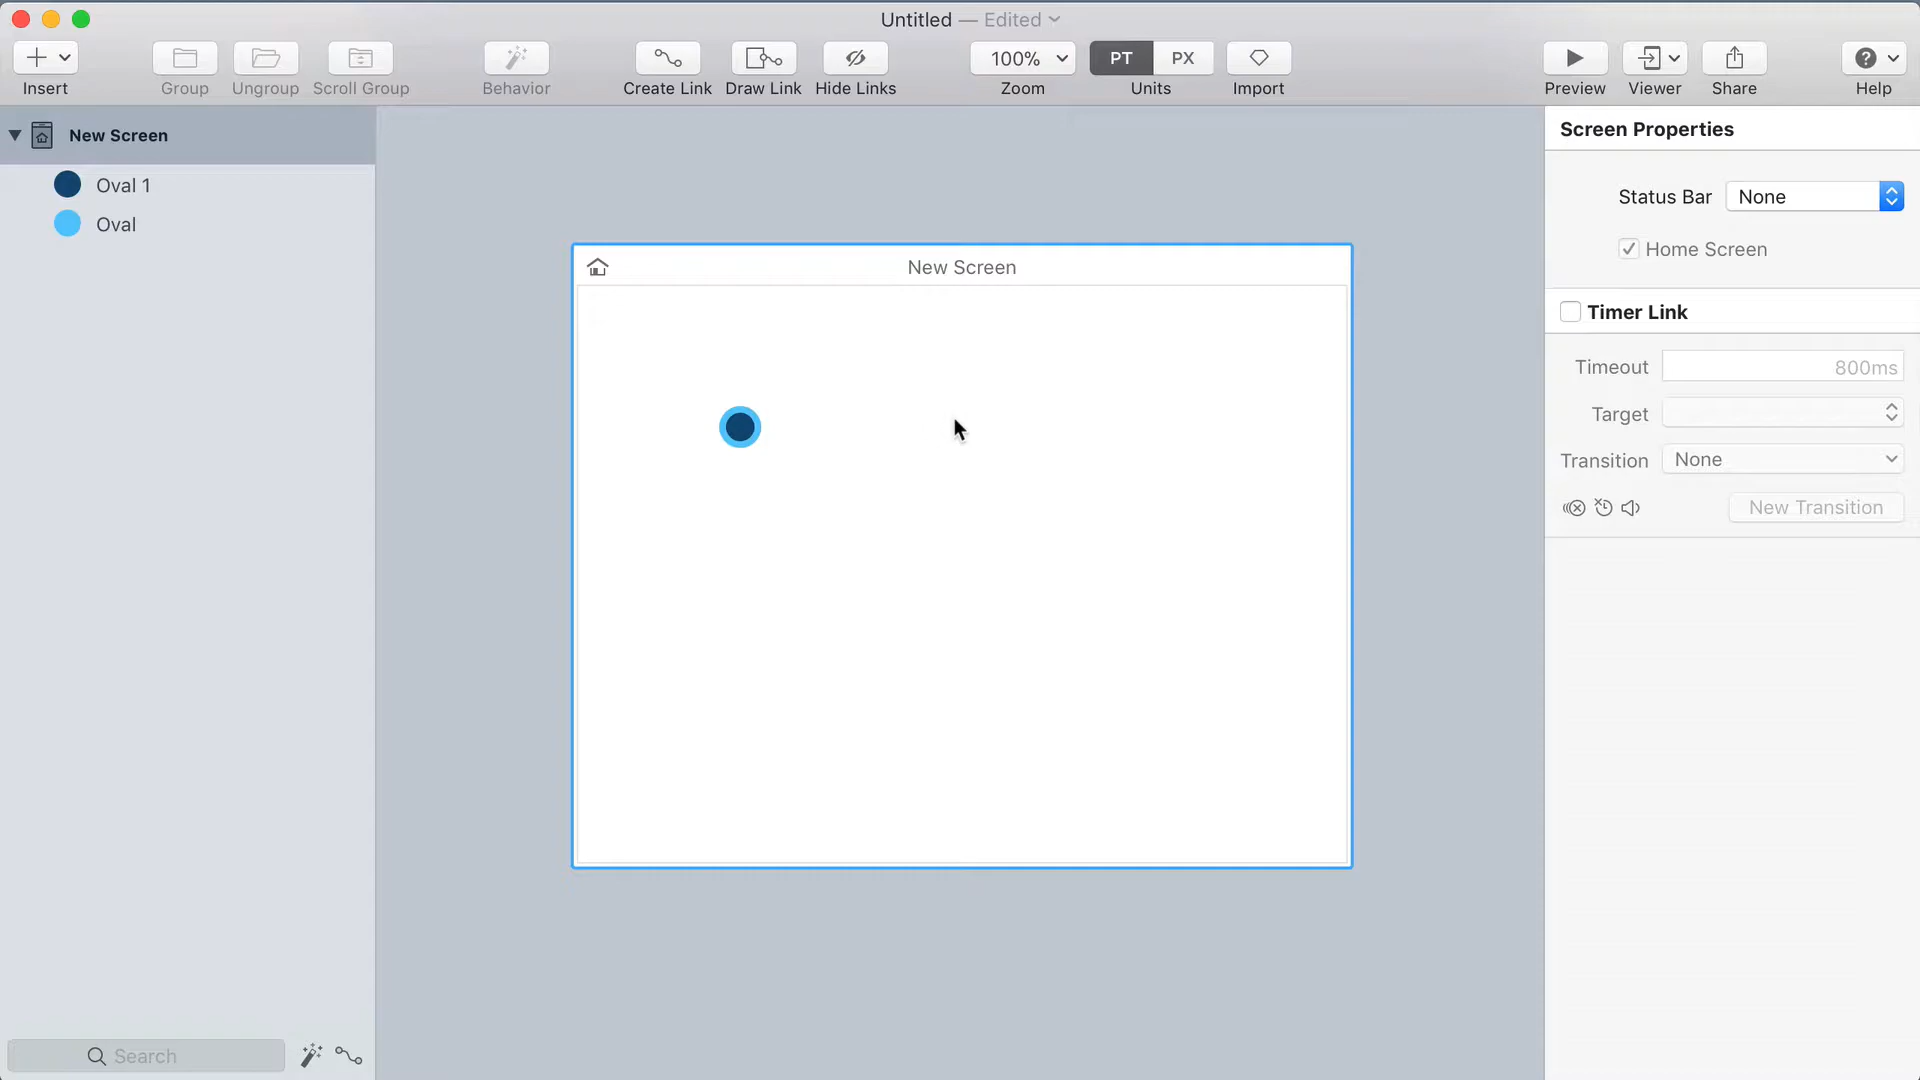 Untitled — Edited
Insert
Group
Ungroup
Scroll Group
Behavior
Create Link
Draw Link
Hide Links
100%
Zoom
PT
PX
Units
Import
Preview
Viewer
Share
?
Help
New Screen
Oval 1
Oval
Search
New Screen
Screen Properties
Status Bar
None
Home Screen
Timer Link
Timeout
800ms
Target
Transition
None
New Transition